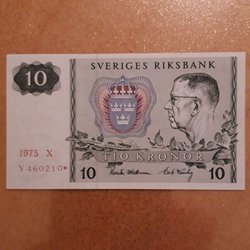 10
SVERIGES RIKSBANK
1975 X
Y 460210*
TIO KRONOR
10
10